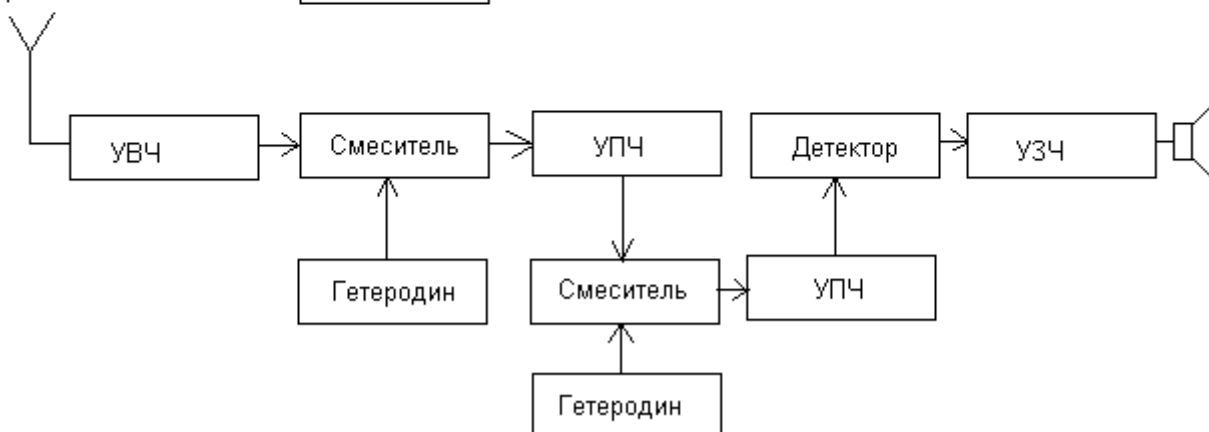 УВЧ
Смеситель
УПЧ
Детектор
УЗЧ
Гетеродин
Смеситель
УПЧ
Гетеродин